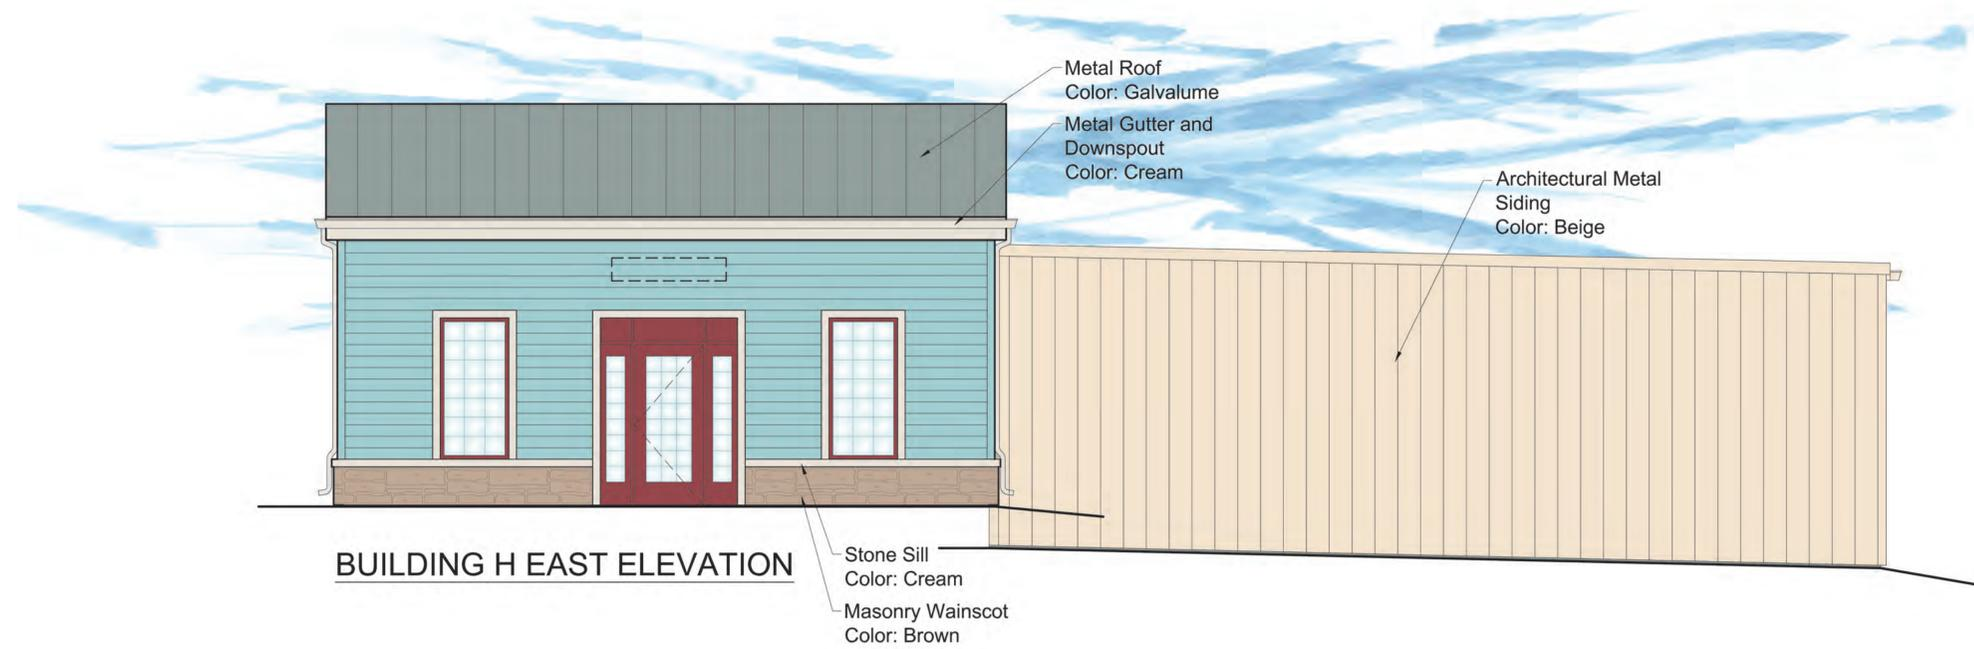 Metal Roof
Color: Galvalume
Metal Gutter and
Downspout
Color: Cream
Architectural Metal
Siding
Color: Beige
BUILDING H EAST ELEVATION
Stone Sill
Color: Cream
Masonry Wainscot
Color: Brown